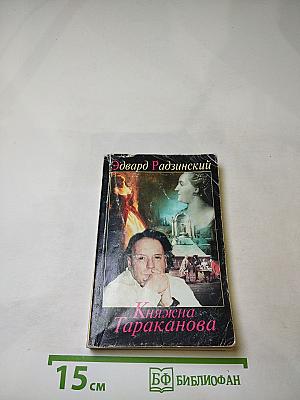 Эдвард Радзинский
Княжна
Тараканова
15 см
БФ БИБЛИОФАН